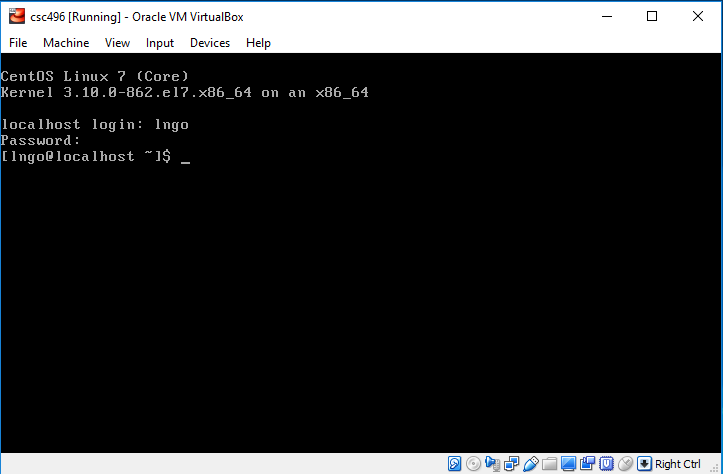 csc496 [Running] - Oracle VM VirtualBox
File Machine View Input Devices Help
CentOS Linux 7 (Core)
Kernel 3.10.0-862.el7.x86_64 on an x86_64
localhost login: lngo
Password:
[lngo@localhost ~]$ _
Right Ctrl